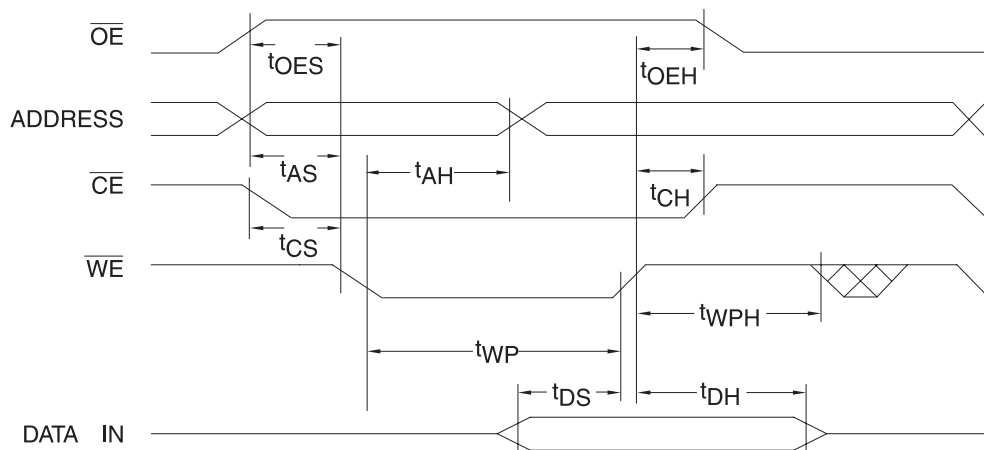 OE
tOES
tOEH
ADDRESS
tAS
tAH
CE
tCH
tCS
WE
tWPH
tWP
tDS
tDH
DATA IN